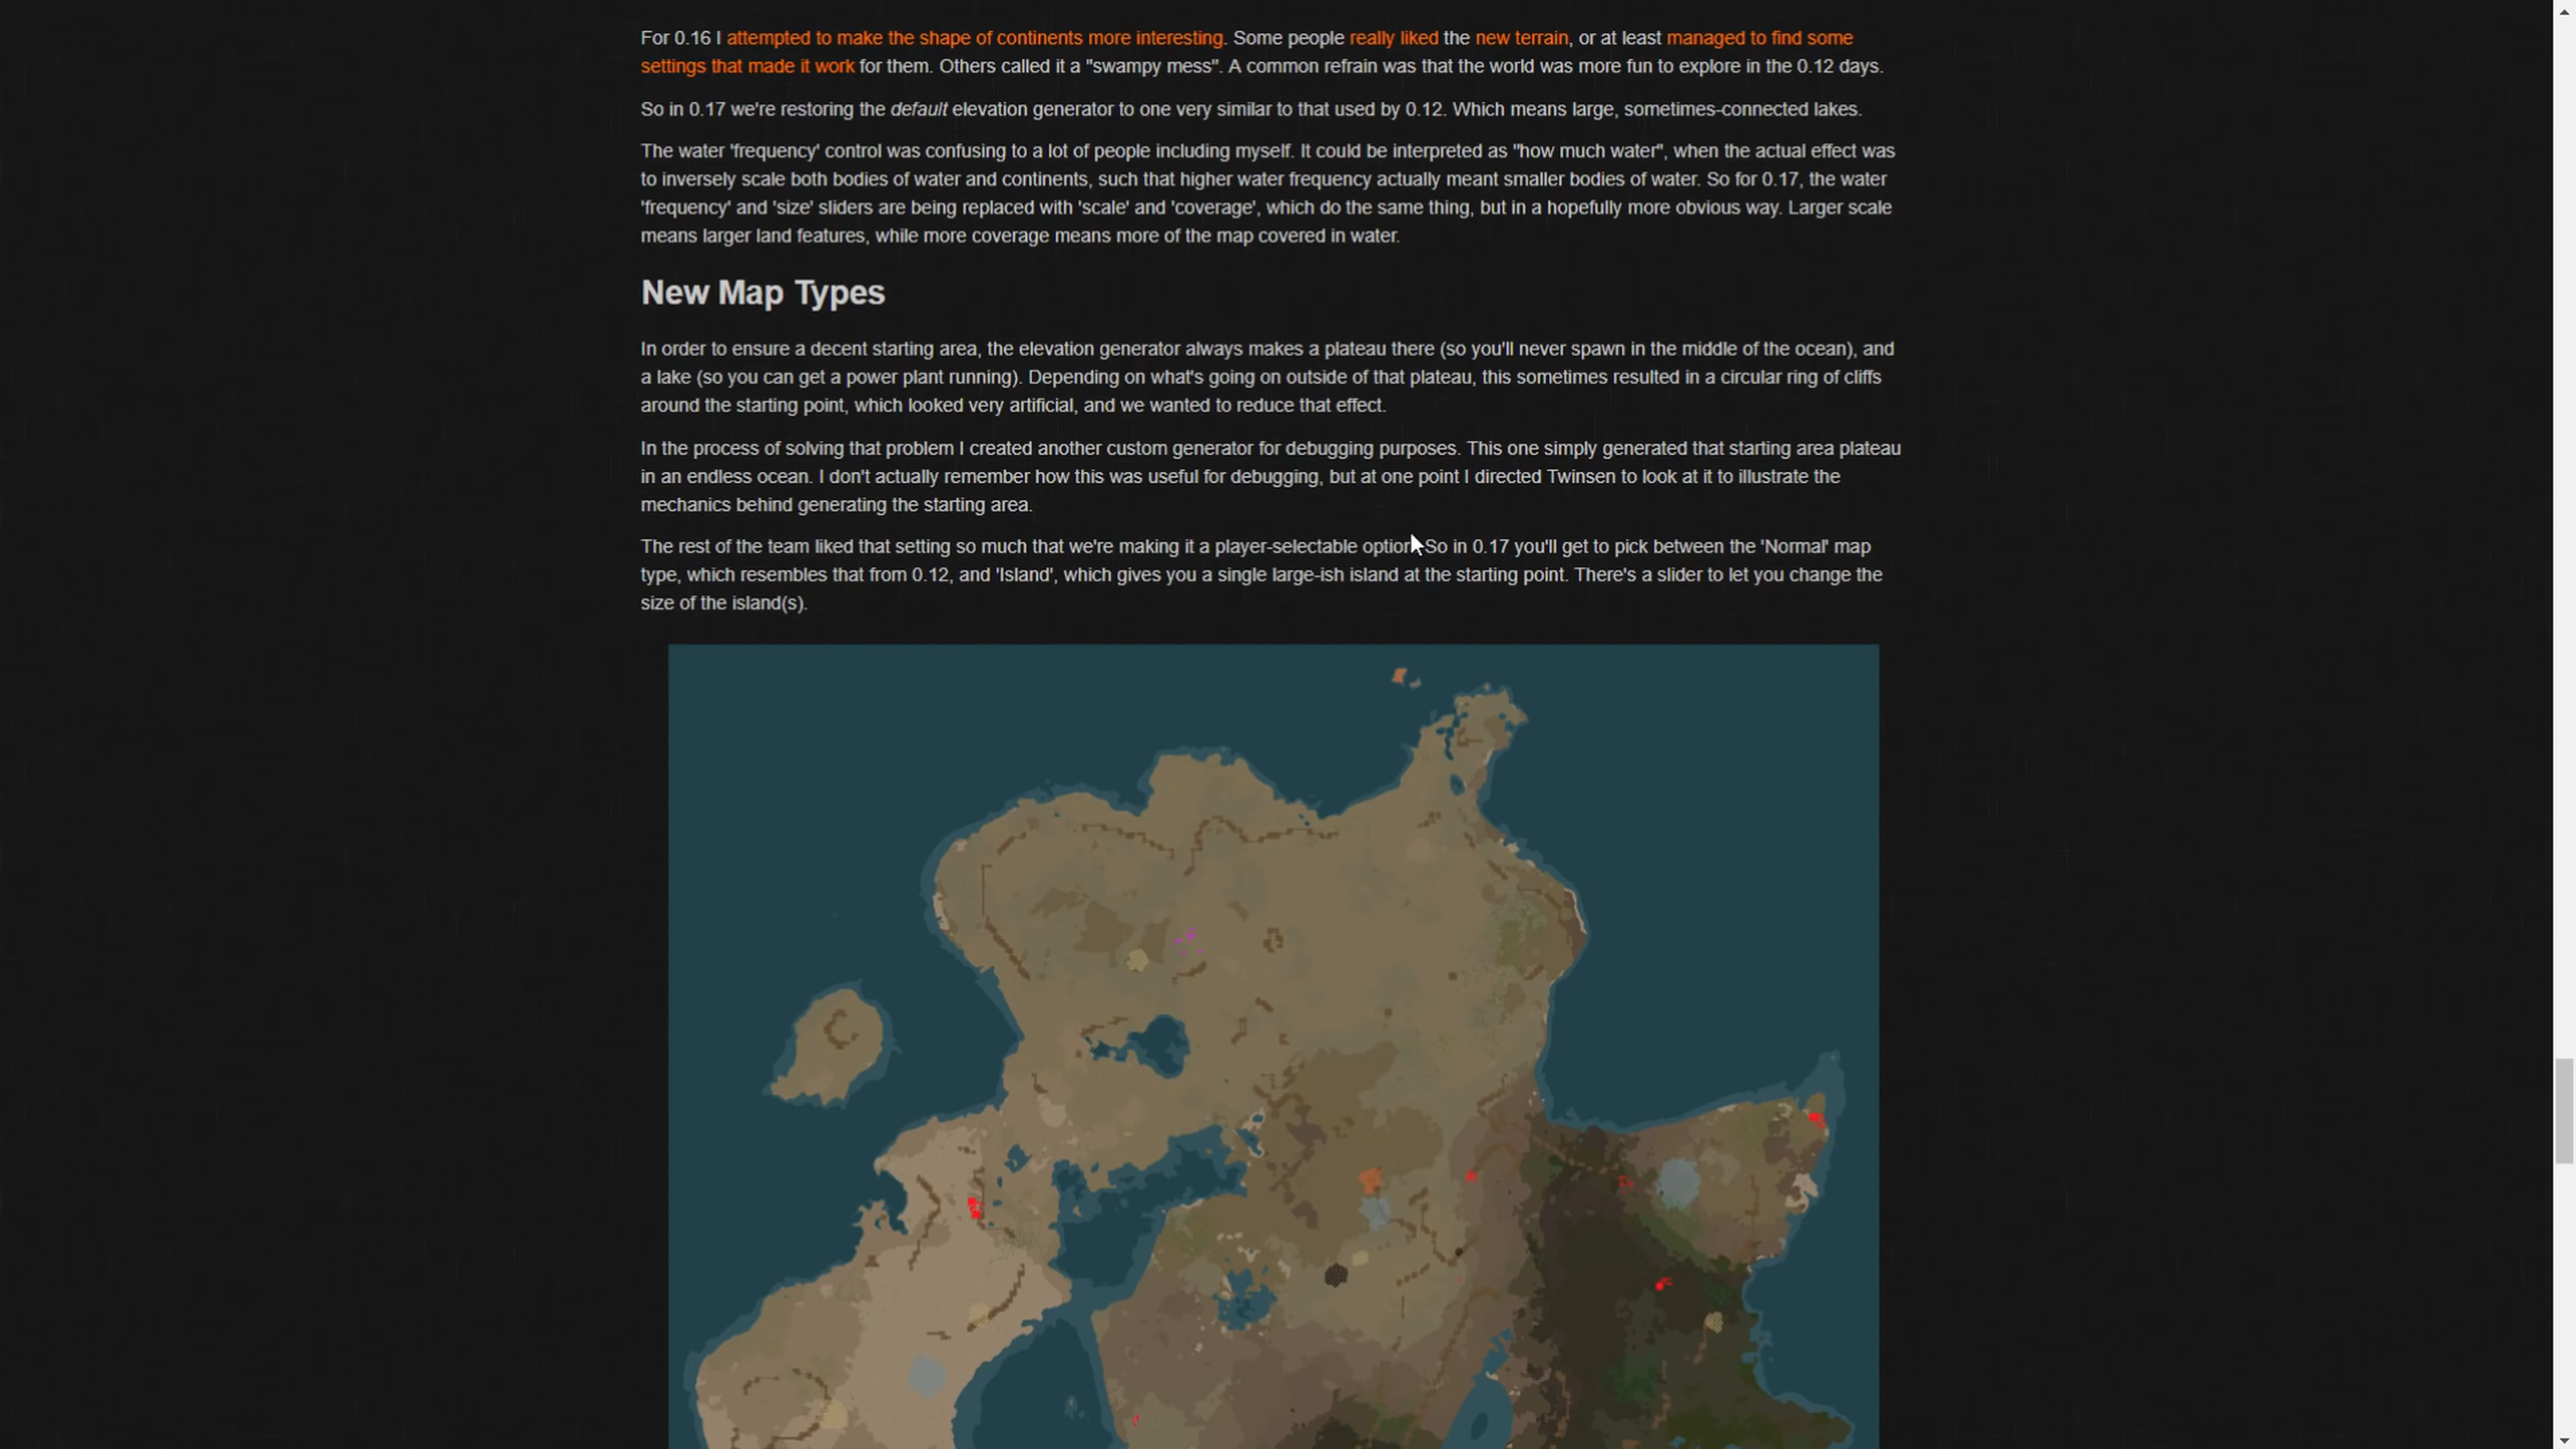 For 0.16 I attempted to make the shape of continents more interesting. Some people really liked the new terrain, or at least managed to find some
settings that made it work for them. Others called it a "swampy mess". A common refrain was that the world was more fun to explore in the 0.12 days.
So in 0.17 we're restoring the default elevation generator to one very similar to that used by 0.12. Which means large, sometimes-connected lakes.
The water 'frequency' control was confusing to a lot of people including myself. It could be interpreted as "how much water", when the actual effect was
to inversely scale both bodies of water and continents, such that higher water frequency actually meant smaller bodies of water. So for 0.17, the water
'frequency' and 'size' sliders are being replaced with 'scale' and 'coverage', which do the same thing, but in a hopefully more obvious way. Larger scale
means larger land features, while more coverage means more of the map covered in water.
New Map Types
In order to ensure a decent starting area, the elevation generator always makes a plateau there (so you'll never spawn in the middle of the ocean), and
a lake (so you can get a power plant running). Depending on what's going on outside of that plateau, this sometimes resulted in a circular ring of cliffs
around the starting point, which looked very artificial, and we wanted to reduce that effect.
In the process of solving that problem I created another custom generator for debugging purposes. This one simply generated that starting area plateau
in an endless ocean. I don't actually remember how this was useful for debugging, but at one point I directed Twinsen to look at it to illustrate the
mechanics behind generating the starting area.
The rest of the team liked that setting so much that we're making it a player-selectable option. So in 0.17 you'll get to pick between the 'Normal' map
type, which resembles that from 0.12, and 'Island', which gives you a single large-ish island at the starting point. There's a slider to let you change the
size of the island(s).